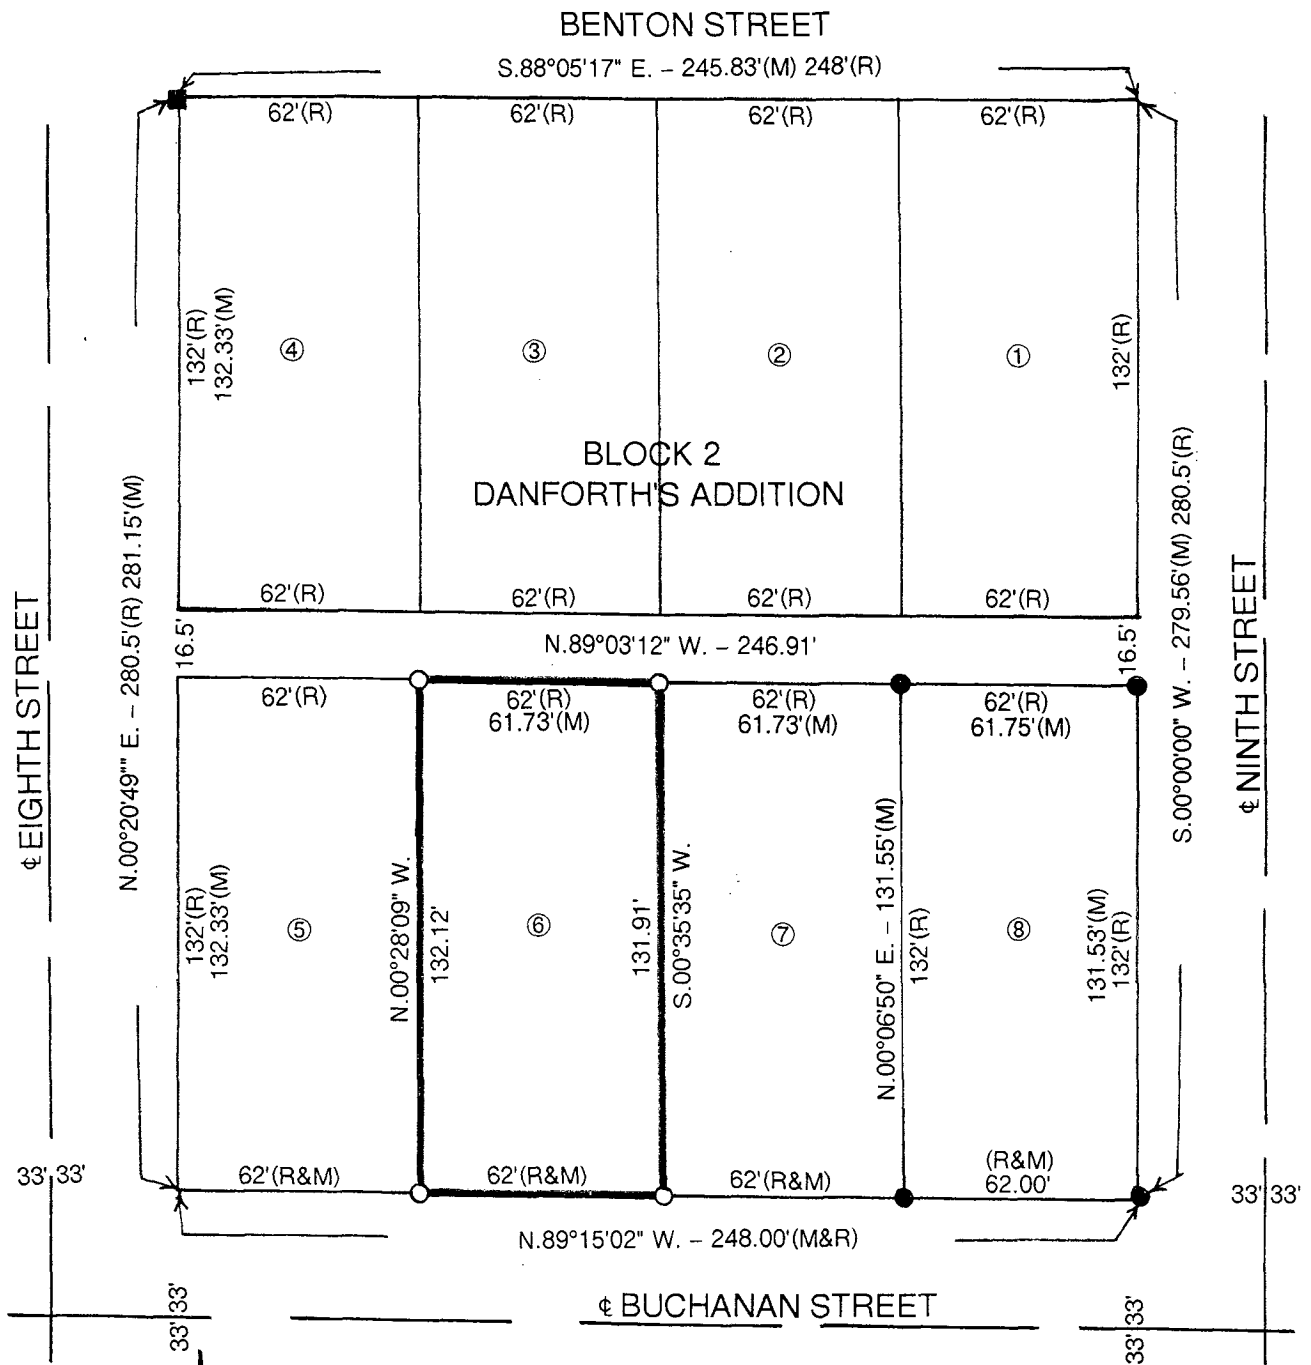 BENTON STREET
S.88°05'17" E. – 245.83'(M) 248'(R)
62'(R)
62'(R)
62'(R)
62'(R)
132'(R)
132.33'(M)
④
③
②
①
132'(R)
BLOCK 2
DANFORTH'S ADDITION
N.00°20'49"" E. – 280.5'(R) 281.15'(M)
S.00°00'00" W. – 279.56'(M) 280.5'(R)
℄ EIGHTH STREET
℄ NINTH STREET
62'(R)
62'(R)
62'(R)
62'(R)
16.5'
N.89°03'12" W. – 246.91'
16.5'
62'(R)
62'(R)
61.73'(M)
62'(R)
61.73'(M)
62'(R)
61.75'(M)
132'(R)
132.33'(M)
⑤
N.00°28'09" W.
132.12'
⑥
131.91'
S.00°35'35" W.
⑦
N.00°06'50" E. – 131.55'(M)
132'(R)
⑧
131.53'(M)
132'(R)
33' 33'
62'(R&M)
62'(R&M)
62'(R&M)
(R&M)
62.00'
33' 33'
N.89°15'02" W. – 248.00'(M&R)
33' 33'
℄ BUCHANAN STREET
33' 33'